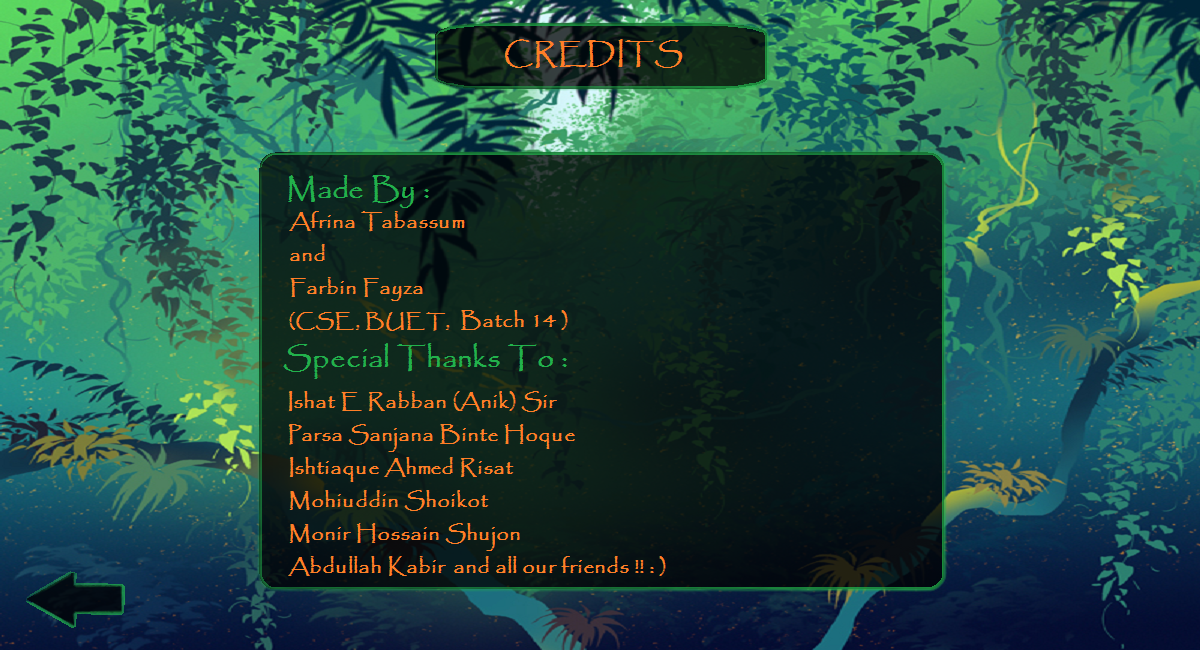 CREDITS
Made By :
Afrina Tabassum
and
Farbin Fayza
(CSE, BUET, Batch 14 )
Special Thanks To :
Ishat E Rabban (Anik) Sir
Parsa Sanjana Binte Hoque
Ishtiaque Ahmed Risat
Mohiuddin Shoikot
Monir Hossain Shujon
Abdullah Kabir and all our friends !! : )